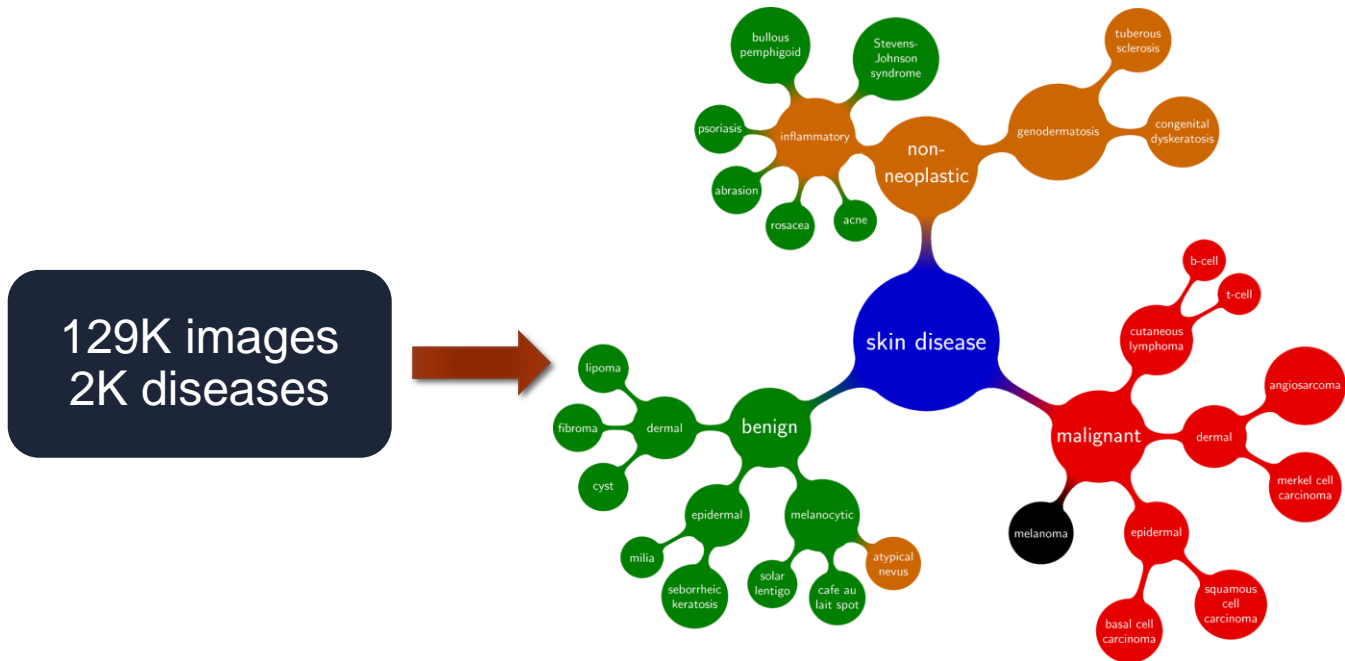 129K images
2K diseases
skin disease
non-
neoplastic
inflammatory
bullous
pemphigoid
Stevens-
Johnson
syndrome
psoriasis
abrasion
rosacea
acne
genodermatosis
tuberous
sclerosis
congenital
dyskeratosis
benign
dermal
lipoma
fibroma
cyst
epidermal
milia
seborrheic
keratosis
melanocytic
solar
lentigo
cafe au
lait spot
atypical
nevus
malignant
cutaneous
lymphoma
b-cell
t-cell
dermal
angiosarcoma
merkel cell
carcinoma
epidermal
squamous
cell
carcinoma
basal cell
carcinoma
melanoma